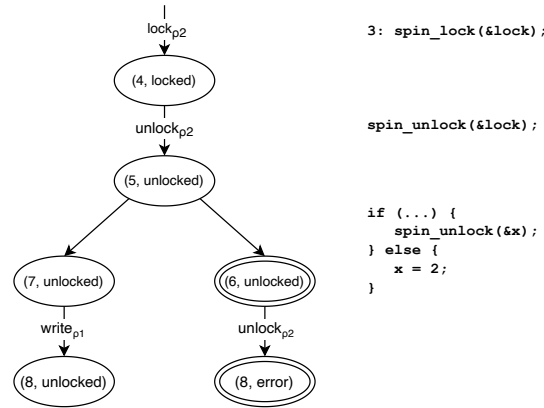 lockρ2
3: spin_lock(&lock);
(4, locked)
unlockρ2
spin_unlock(&lock);
(5, unlocked)
if (...) {
spin_unlock(&x);
} else {
x = 2;
}
(7, unlocked)
(6, unlocked)
writeρ1
unlockρ2
(8, unlocked)
(8, error)